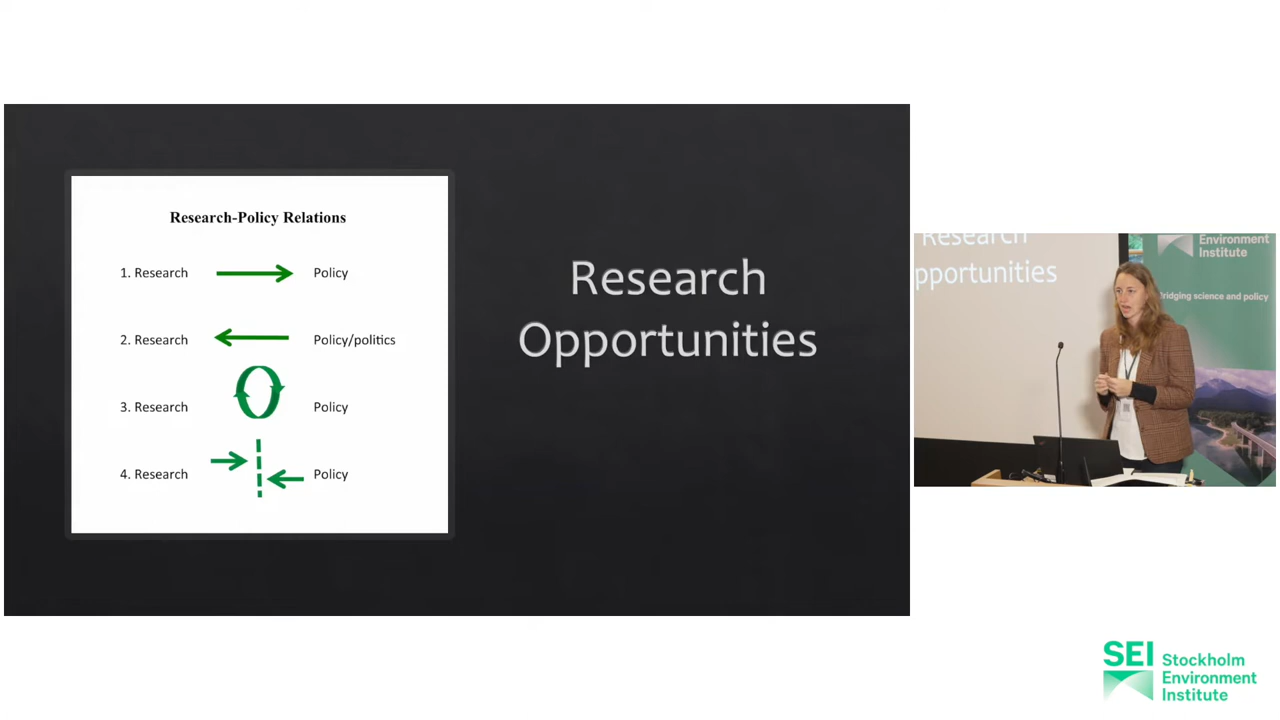 Research-Policy Relations
1. Research Policy
2. Research Policy/politics
3. Research Policy
4. Research Policy
Research
Opportunities
Research
pportunities
Environment
Institute
Bridging science and policy
SEI Stockholm
Environment
Institute